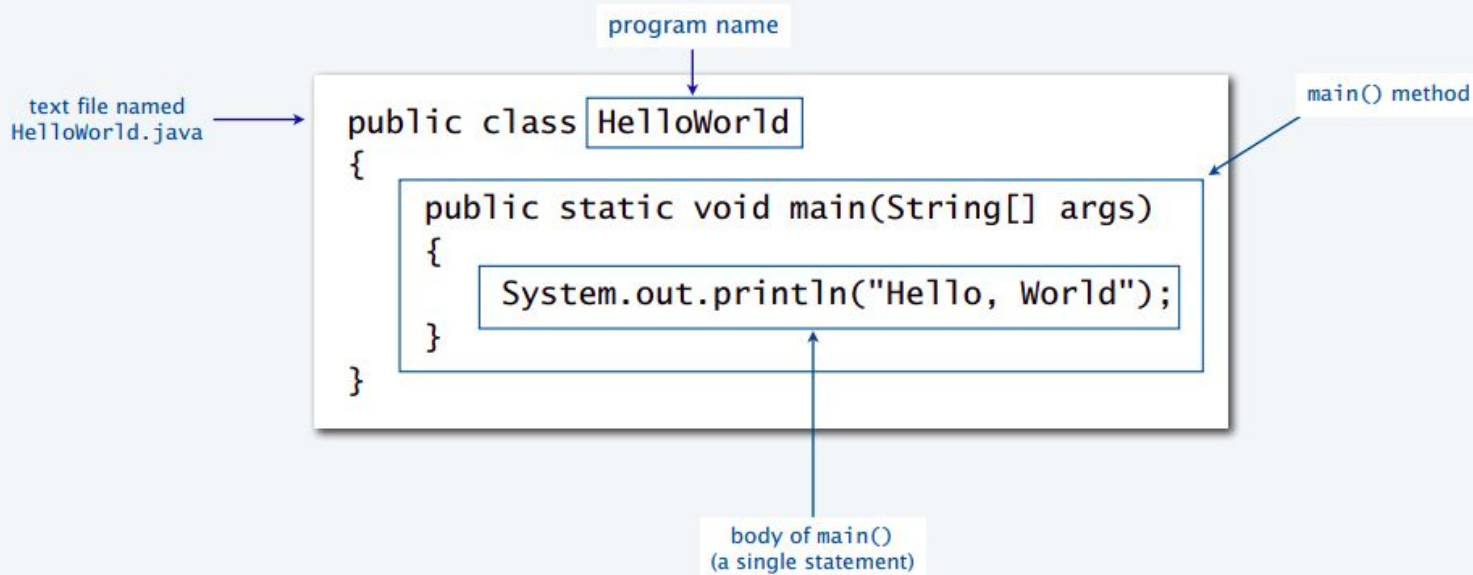 program name
text file named
HelloWorld.java
main() method
public class HelloWorld
{
public static void main(String[] args)
{
System.out.println("Hello, World");
}
}
body of main()
(a single statement)